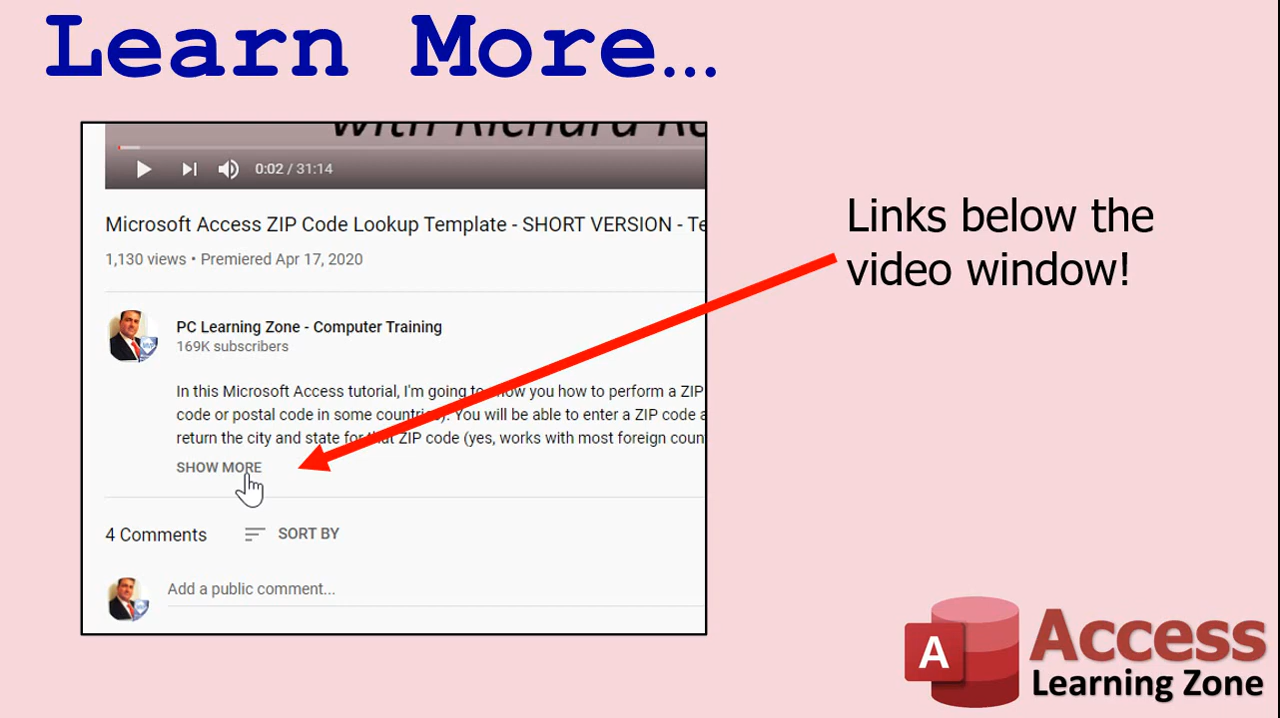 Learn More...
with Richard
0:02 / 31:14
Microsoft Access ZIP Code Lookup Template - SHORT VERSION - Te
1,130 views • Premiered Apr 17, 2020
Links below the
video window!
PC Learning Zone - Computer Training
169K subscribers
In this Microsoft Access tutorial, I'm going to show you how to perform a ZIP
code or postal code in some countries). You will be able to enter a ZIP code a
return the city and state for that ZIP code (yes, works with most foreign coun
SHOW MORE
4 Comments
SORT BY
Add a public comment...
A
Access
Learning Zone